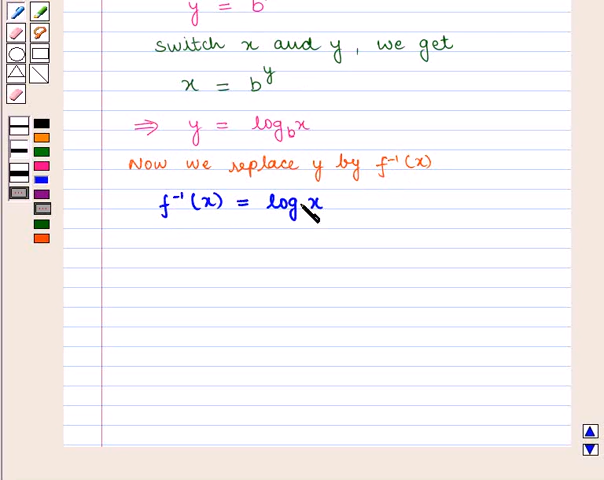 y = b
switch x and y, we get
x = b^y
⇒ y = log_b x
Now we replace y by f⁻¹(x)
f⁻¹(x) = log x